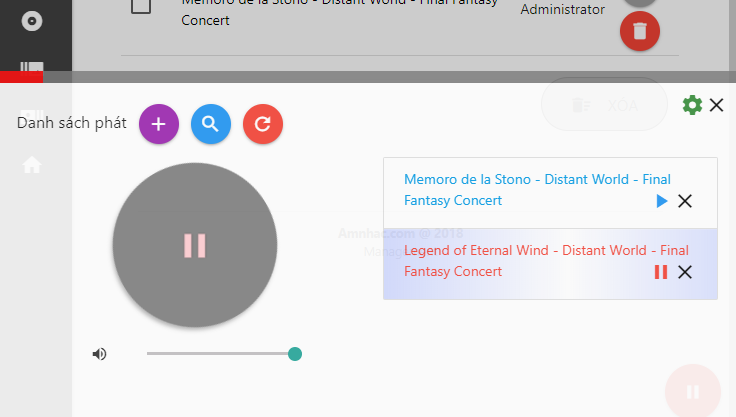 Memoro de la Stono - Distant World - Final Fantasy
Concert
Administrator
XÓA
Danh sách phát
Memoro de la Stono - Distant World - Final
Fantasy Concert
Amnhac.com @ 2018
Legend of Eternal Wind - Distant World - Final
Fantasy Concert